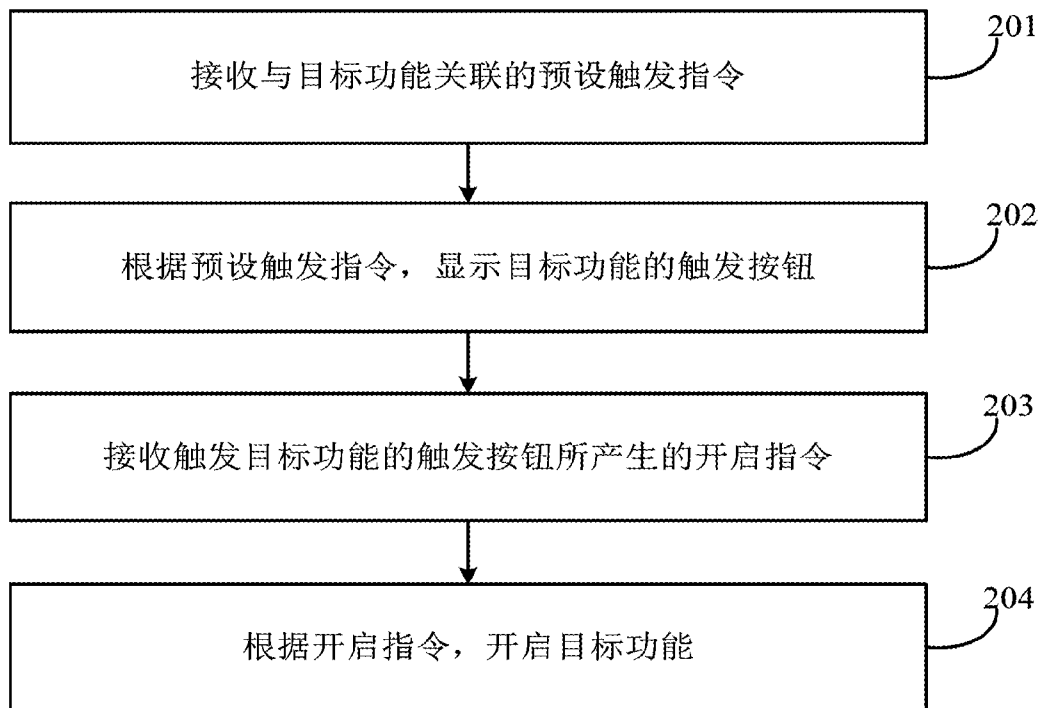 201
接收与目标功能关联的预设触发指令
202
根据预设触发指令，显示目标功能的触发按钮
203
接收触发目标功能的触发按钮所产生的开启指令
204
根据开启指令，开启目标功能